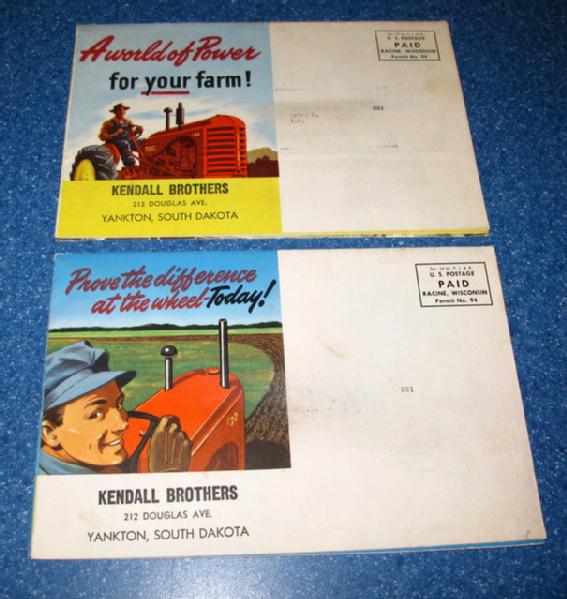 A world of Power
for your farm!
KENDALL BROTHERS
212 DOUGLAS AVE.
YANKTON, SOUTH DAKOTA
U. S. POSTAGE
PAID
RACINE, WISCONSIN
Permit No. 94
Prove the difference
at the wheel-Today!
KENDALL BROTHERS
212 DOUGLAS AVE.
YANKTON, SOUTH DAKOTA
U. S. POSTAGE
PAID
RACINE, WISCONSIN
Permit No. 94